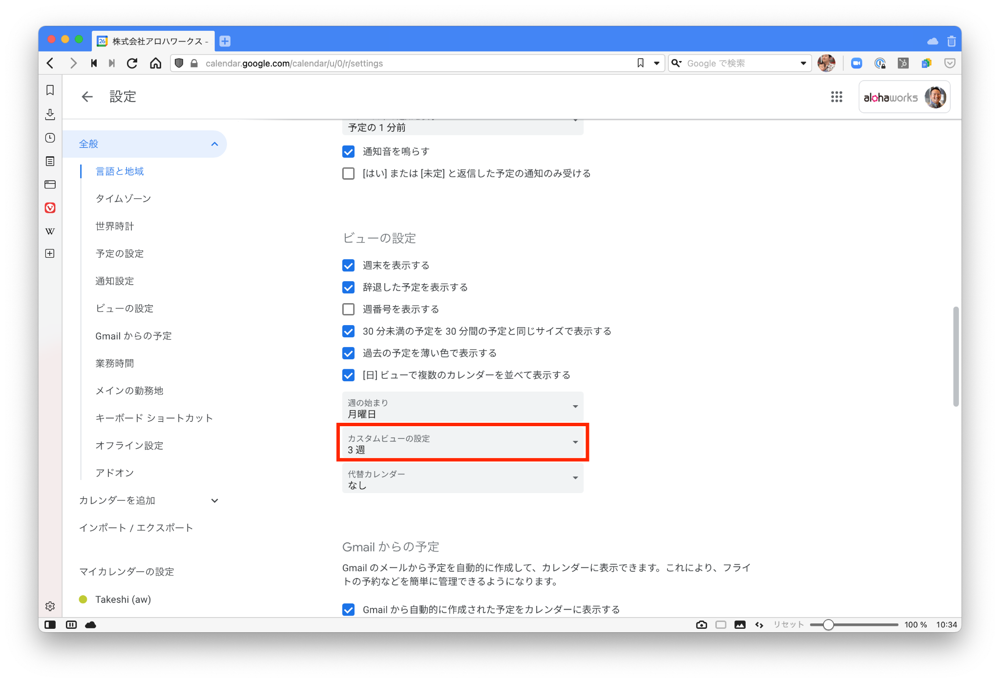 26 株式会社アロハワークス -
calendar.google.com/calendar/u/0/r/settings
Google で検索
設定
alohaworks
全般
言語と地域
タイムゾーン
世界時計
予定の設定
通知設定
ビューの設定
Gmail からの予定
業務時間
メインの勤務地
キーボード ショートカット
オフライン設定
アドオン
カレンダーを追加
インポート / エクスポート
マイカレンダーの設定
Takeshi (aw)
予定の 1 分前
通知音を鳴らす
[はい] または [未定] と返信した予定の通知のみ受ける
ビューの設定
週末を表示する
辞退した予定を表示する
週番号を表示する
30 分未満の予定を 30 分間の予定と同じサイズで表示する
過去の予定を薄い色で表示する
[日] ビューで複数のカレンダーを並べて表示する
週の始まり
月曜日
カスタムビューの設定
3 週
代替カレンダー
なし
Gmail からの予定
Gmail のメールから予定を自動的に作成して、カレンダーに表示できます。これにより、フライ
トの予約などを簡単に管理できるようになります。
Gmail から自動的に作成された予定をカレンダーに表示する
W
リセット
100 %
10:34